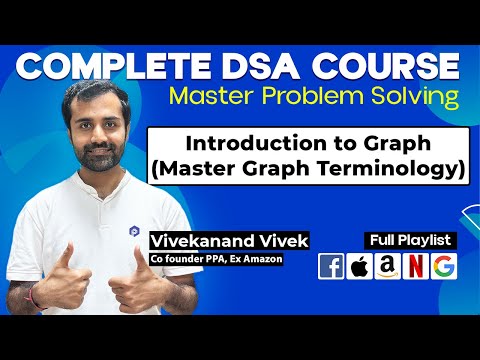 COMPLETE DSA COURSE
Master Problem Solving
Introduction to Graph
(Master Graph Terminology)
Vivekanand Vivek
Co founder PPA, Ex Amazon
Full Playlist